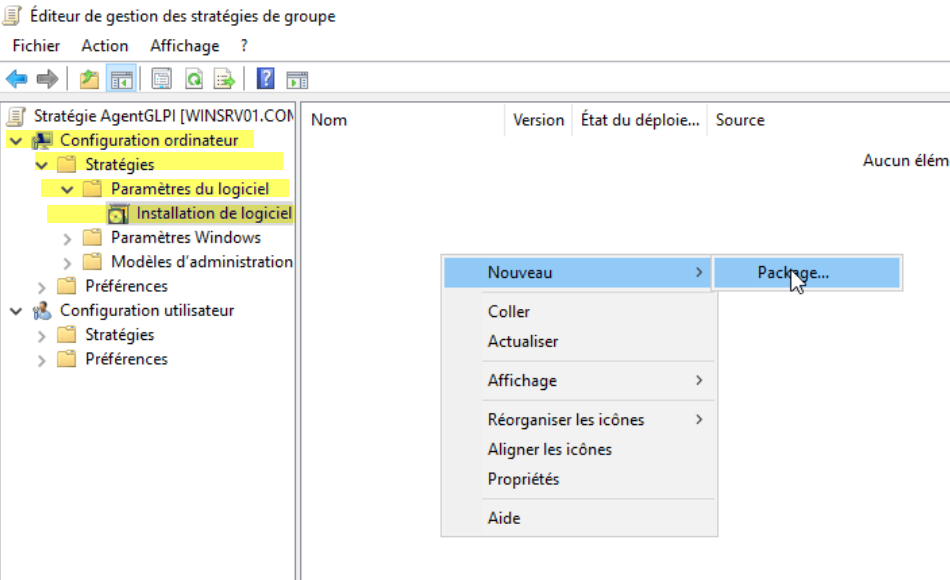 Éditeur de gestion des stratégies de groupe
Fichier Action Affichage ?
Stratégie AgentGLPI [WINSRV01.COM
Configuration ordinateur
Stratégies
Paramètres du logiciel
Installation de logiciel
Paramètres Windows
Modèles d'administration
Préférences
Configuration utilisateur
Stratégies
Préférences
Nom Version État du déploie... Source
Aucun élém
Nouveau
Package...
Coller
Actualiser
Affichage
Réorganiser les icônes
Aligner les icônes
Propriétés
Aide